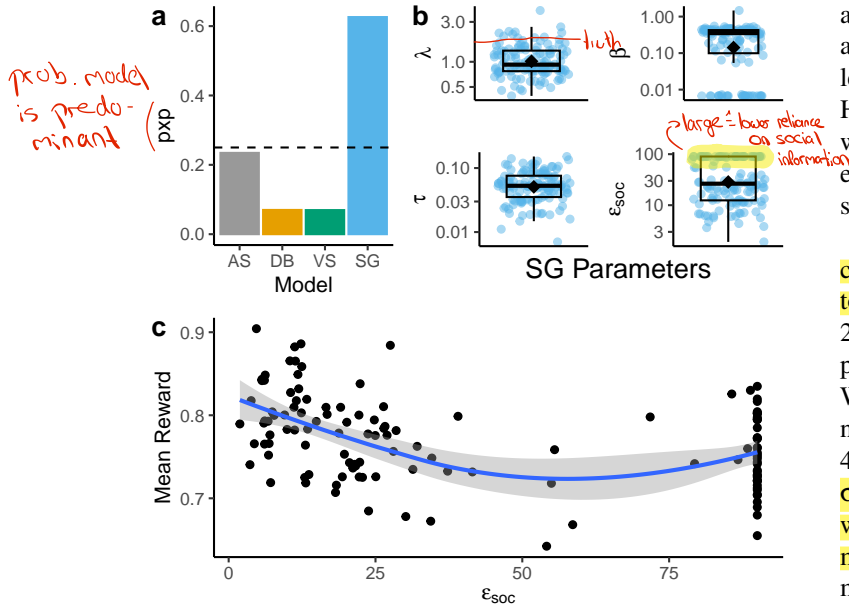 a
0.6
0.4
0.2
0.0
pxp
AS DB VS SG
Model
prob. model
is predo-
minant
b
3.0
1.0
0.5
λ
truth
1.00
0.10
0.01
β
large ≙ lower reliance
on social
information
0.10
0.03
0.01
τ
100
30
10
3
εsoc
SG Parameters
c
0.9
0.8
0.7
Mean Reward
0 25 50 75
εsoc
a
a
H
w
e
s
c
2
p
V
n
4
w
n